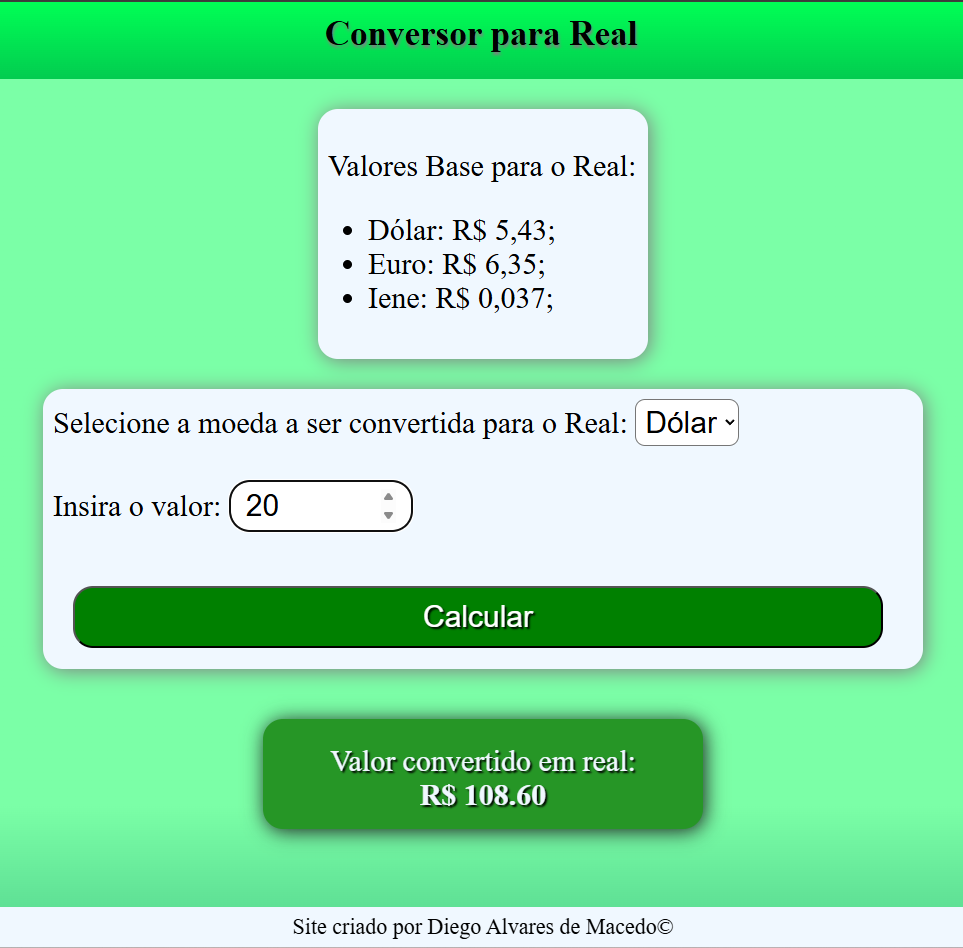 Conversor para Real
Valores Base para o Real:
• Dólar: R$ 5,43;
• Euro: R$ 6,35;
• Iene: R$ 0,037;
Selecione a moeda a ser convertida para o Real: Dólar
Insira o valor: 20
Calcular
Valor convertido em real:
R$ 108.60
Site criado por Diego Alvares de Macedo©